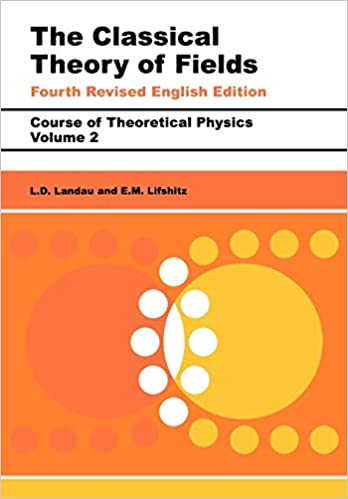 The Classical
Theory of Fields
Fourth Revised English Edition
Course of Theoretical Physics
Volume 2
L.D. Landau and E.M. Lifshitz